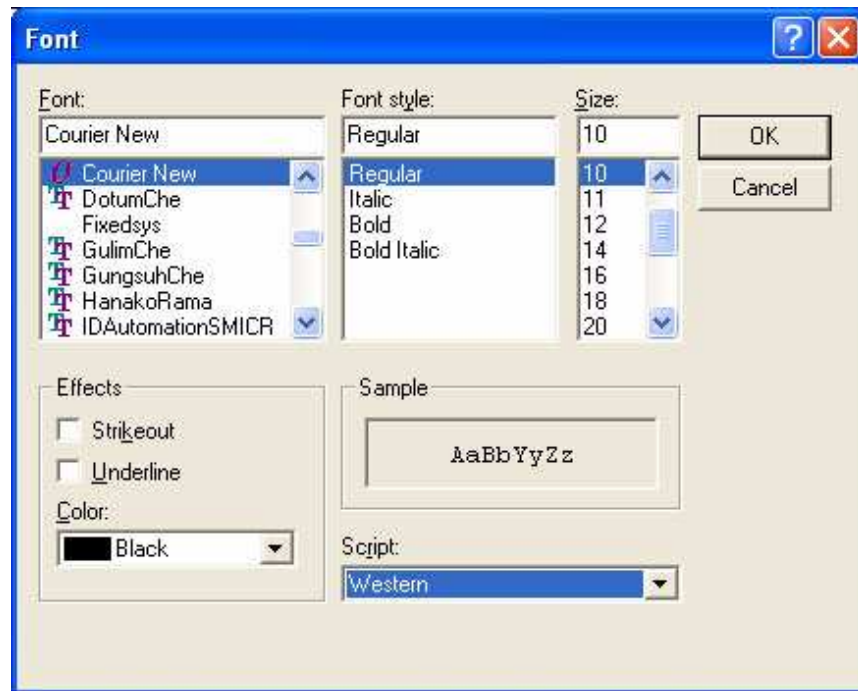 Font
Font:
Courier New
Courier New
DotumChe
Fixedsys
GulimChe
GungsuhChe
HanakoRama
IDAutomationSMICR
Font style:
Regular
Regular
Italic
Bold
Bold Italic
Size:
10
10
11
12
14
16
18
20
OK
Cancel
Effects
Strikeout
Underline
Color:
Black
Sample
AaBbYyZz
Script:
Western